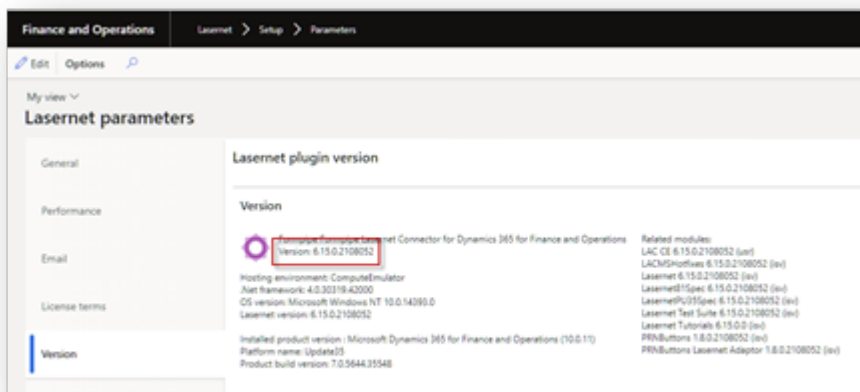 Finance and Operations
Lasernet > Setup > Parameters
Edit Options
My view
Lasernet parameters
General
Performance
Email
License terms
Version
Lasernet plugin version
Version
Formpipe Formpipe Lasernet Connector for Dynamics 365 for Finance and Operations
Version: 6.15.0.2108052
Hosting environment: ComputeEmulator
.Net framework: 4.0.30319.42000
OS version: Microsoft Windows NT 10.0.14393.0
Lasernet version: 6.15.0.2108052
Installed product version : Microsoft Dynamics 365 for Finance and Operations (10.0.11)
Platform name: Update35
Product build version: 7.0.5644.35548
Related modules:
LAC CE 6.15.0.2108052 (usr)
LACMSHotfixes 6.15.0.2108052 (isv)
Lasernet 6.15.0.2108052 (isv)
Lasernet81Spec 6.15.0.2108052 (isv)
LasernetPU35Spec 6.15.0.2108052 (isv)
Lasernet Test Suite 6.15.0.2108052 (isv)
Lasernet Tutorials 6.15.0.0 (isv)
PRNButtons 1.8.0.2108052 (isv)
PRNButtons Lasernet Adaptor 1.8.0.2108052 (isv)